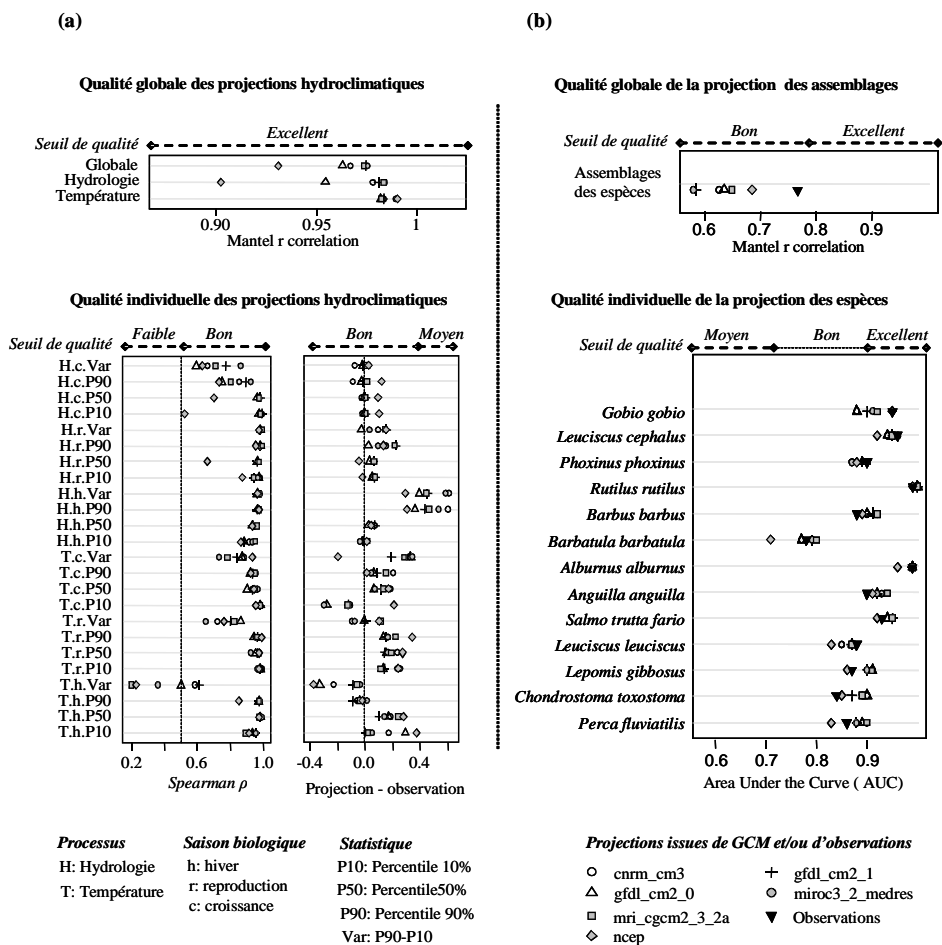 (a)
Qualité globale des projections hydroclimatiques
Seuil de qualité
Excellent
Globale
Hydrologie
Température
0.90 0.95 1
Mantel r correlation
Qualité individuelle des projections hydroclimatiques
Seuil de qualité
Faible Bon
Bon Moyen
H.c.Var
H.c.P90
H.c.P50
H.c.P10
H.r.Var
H.r.P90
H.r.P50
H.r.P10
H.h.Var
H.h.P90
H.h.P50
H.h.P10
T.c.Var
T.c.P90
T.c.P50
T.c.P10
T.r.Var
T.r.P90
T.r.P50
T.r.P10
T.h.Var
T.h.P90
T.h.P50
T.h.P10
0.2 0.6 1.0
Spearman ρ
-0.4 0.0 0.4
Projection - observation
Processus
H: Hydrologie
T: Température
Saison biologique
h: hiver
r: reproduction
c: croissance
Statistique
P10: Percentile 10%
P50: Percentile50%
P90: Percentile 90%
Var: P90-P10
(b)
Qualité globale de la projection des assemblages
Seuil de qualité
Bon Excellent
Assemblages
des espèces
0.6 0.7 0.8 0.9
Mantel r correlation
Qualité individuelle de la projection des espèces
Seuil de qualité
Moyen Bon Excellent
Gobio gobio
Leuciscus cephalus
Phoxinus phoxinus
Rutilus rutilus
Barbus barbus
Barbatula barbatula
Alburnus alburnus
Anguilla anguilla
Salmo trutta fario
Leuciscus leuciscus
Lepomis gibbosus
Chondrostoma toxostoma
Perca fluviatilis
0.6 0.7 0.8 0.9 1.0
Area Under the Curve ( AUC)
Projections issues de GCM et/ou d'observations
cnrm_cm3
gfdl_cm2_0
mri_cgcm2_3_2a
ncep
gfdl_cm2_1
miroc3_2_medres
Observations